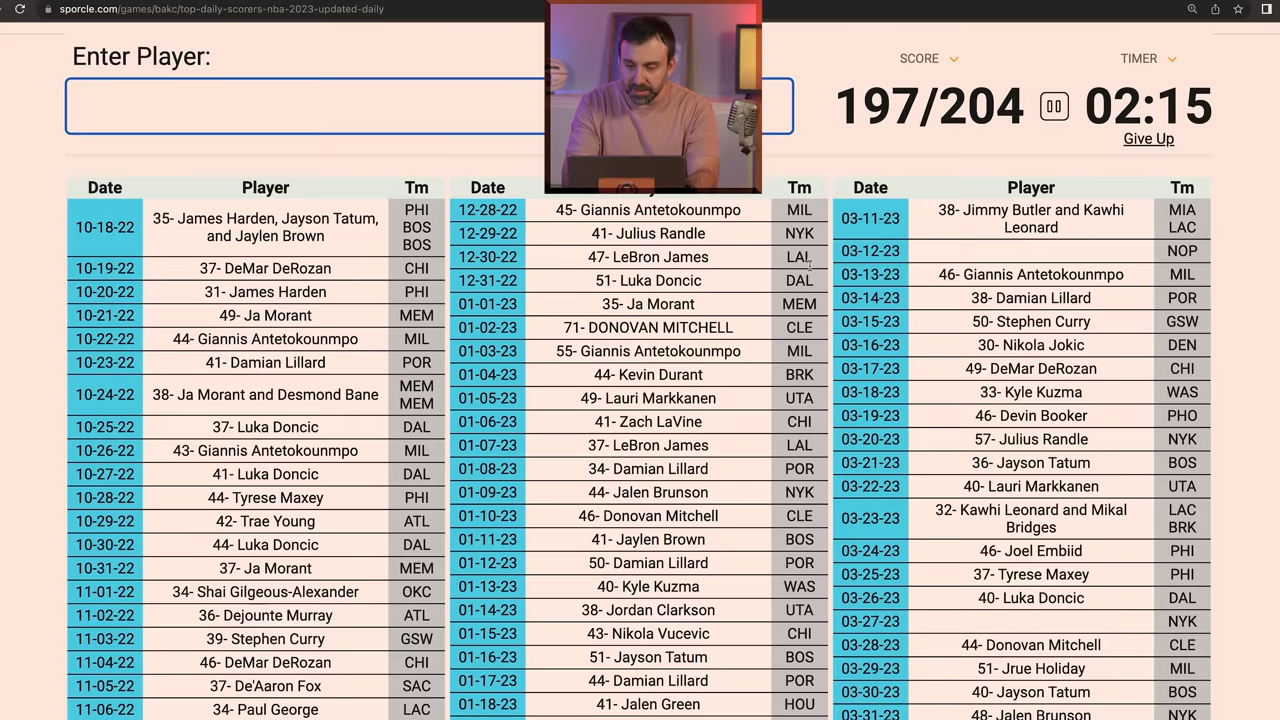 sporcle.com/games/bakc/top-daily-scorers-nba-2023-updated-daily
Enter Player:
SCORE
TIMER
197/204
02:15
Give Up
Date Player Tm
10-18-22 35- James Harden, Jayson Tatum, and Jaylen Brown PHI BOS BOS
10-19-22 37- DeMar DeRozan CHI
10-20-22 31- James Harden PHI
10-21-22 49- Ja Morant MEM
10-22-22 44- Giannis Antetokounmpo MIL
10-23-22 41- Damian Lillard POR
10-24-22 38- Ja Morant and Desmond Bane MEM MEM
10-25-22 37- Luka Doncic DAL
10-26-22 43- Giannis Antetokounmpo MIL
10-27-22 41- Luka Doncic DAL
10-28-22 44- Tyrese Maxey PHI
10-29-22 42- Trae Young ATL
10-30-22 44- Luka Doncic DAL
10-31-22 37- Ja Morant MEM
11-01-22 34- Shai Gilgeous-Alexander OKC
11-02-22 36- Dejounte Murray ATL
11-03-22 39- Stephen Curry GSW
11-04-22 46- DeMar DeRozan CHI
11-05-22 37- De'Aaron Fox SAC
11-06-22 34- Paul George LAC
Date Tm
12-28-22 45- Giannis Antetokounmpo MIL
12-29-22 41- Julius Randle NYK
12-30-22 47- LeBron James LAL
12-31-22 51- Luka Doncic DAL
01-01-23 35- Ja Morant MEM
01-02-23 71- DONOVAN MITCHELL CLE
01-03-23 55- Giannis Antetokounmpo MIL
01-04-23 44- Kevin Durant BRK
01-05-23 49- Lauri Markkanen UTA
01-06-23 41- Zach LaVine CHI
01-07-23 37- LeBron James LAL
01-08-23 34- Damian Lillard POR
01-09-23 44- Jalen Brunson NYK
01-10-23 46- Donovan Mitchell CLE
01-11-23 41- Jaylen Brown BOS
01-12-23 50- Damian Lillard POR
01-13-23 40- Kyle Kuzma WAS
01-14-23 38- Jordan Clarkson UTA
01-15-23 43- Nikola Vucevic CHI
01-16-23 51- Jayson Tatum BOS
01-17-23 44- Damian Lillard POR
01-18-23 41- Jalen Green HOU
Date Player Tm
03-11-23 38- Jimmy Butler and Kawhi Leonard MIA LAC
03-12-23 NOP
03-13-23 46- Giannis Antetokounmpo MIL
03-14-23 38- Damian Lillard POR
03-15-23 50- Stephen Curry GSW
03-16-23 30- Nikola Jokic DEN
03-17-23 49- DeMar DeRozan CHI
03-18-23 33- Kyle Kuzma WAS
03-19-23 46- Devin Booker PHO
03-20-23 57- Julius Randle NYK
03-21-23 36- Jayson Tatum BOS
03-22-23 40- Lauri Markkanen UTA
03-23-23 32- Kawhi Leonard and Mikal Bridges LAC BRK
03-24-23 46- Joel Embiid PHI
03-25-23 37- Tyrese Maxey PHI
03-26-23 40- Luka Doncic DAL
03-27-23 NYK
03-28-23 44- Donovan Mitchell CLE
03-29-23 51- Jrue Holiday MIL
03-30-23 40- Jayson Tatum BOS
03-31-23 48- Jalen Brunson NYK